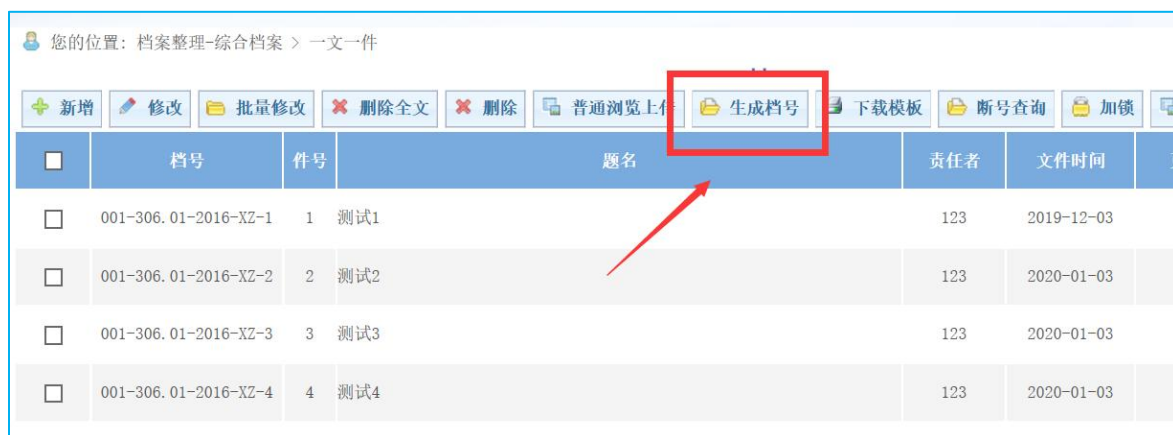 您的位置: 档案整理-综合档案 > 一文一件
新增 修改 批量修改 删除全文 删除 普通浏览上传 生成档号 下载模板 断号查询 加锁
档号 件号 题名 责任者 文件时间
001-306.01-2016-XZ-1 1 测试1 123 2019-12-03
001-306.01-2016-XZ-2 2 测试2 123 2020-01-03
001-306.01-2016-XZ-3 3 测试3 123 2020-01-03
001-306.01-2016-XZ-4 4 测试4 123 2020-01-03